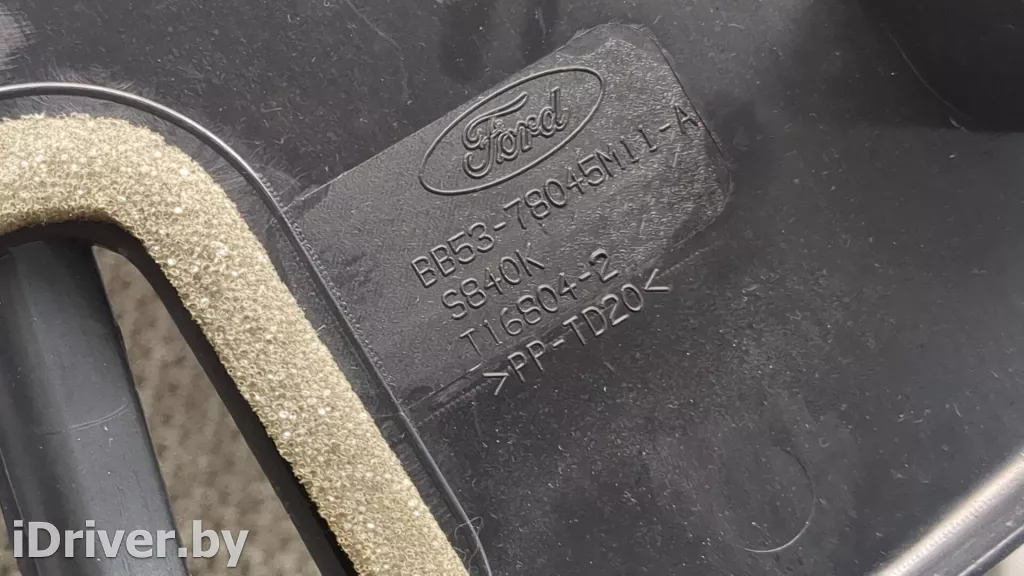 Ford
BB53-78045M11-A
S840K
T16804-2
>PP-TD20<
iDriver.by